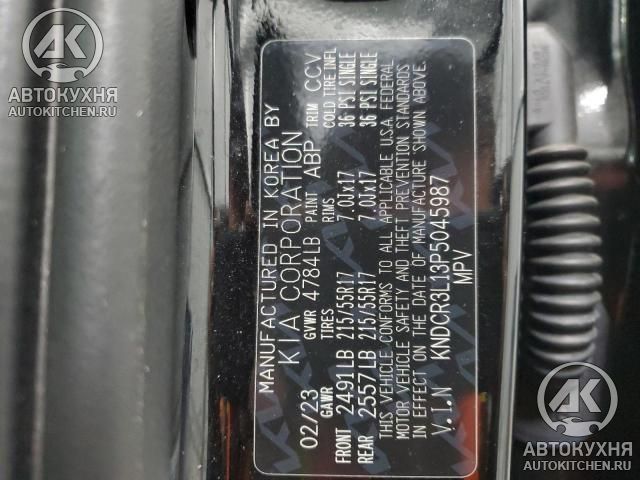 АВТОКУХНЯ
AUTOKITCHEN.RU
MANUFACTURED IN KOREA BY
KIA CORPORATION
02/23 GVWR 4784LB PAINT ABP TRIM CCV
GAWR TIRES RIMS COLD TIRE INFL
FRONT 2491LB 215/55R17 7.0Jx17 36 PSI SINGLE
REAR 2557LB 215/55R17 7.0Jx17 36 PSI SINGLE
THIS VEHICLE CONFORMS TO ALL APPLICABLE U.S.A. FEDERAL
MOTOR VEHICLE SAFETY AND THEFT PREVENTION STANDARDS
IN EFFECT ON THE DATE OF MANUFACTURE SHOWN ABOVE.
V.I.N KNDCR3L13P5045987
MPV
АВТОКУХНЯ
AUTOKITCHEN.RU